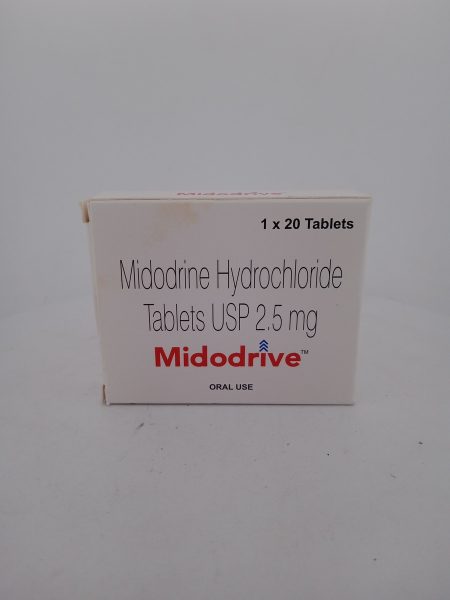 Midodrive
1 x 20 Tablets
Midodrine Hydrochloride
Tablets USP 2.5 mg
Midodrive™
ORAL USE